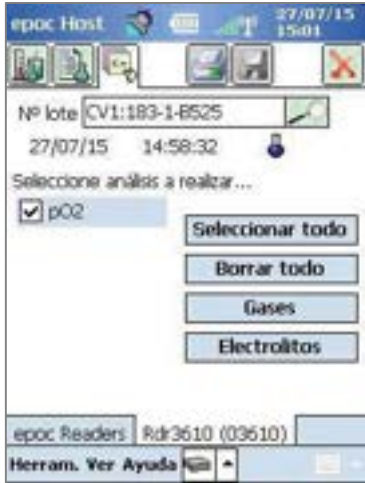 epoc Host 27/07/15
15:01
Nº lote CV1:183-1-B525
27/07/15 14:58:32
Seleccione análisis a realizar...
pO2
Seleccionar todo
Borrar todo
Gases
Electrolitos
epoc Readers Rdr3610 (03610)
Herram. Ver Ayuda